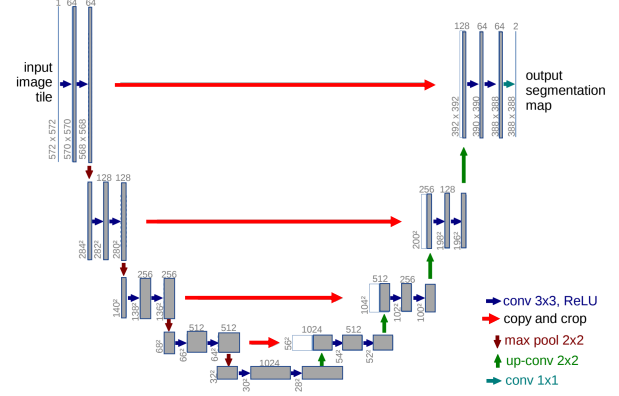 1 64 64
128 64 64 2
input
image
tile
output
segmentation
map
572 x 572
570 x 570
568 x 568
392 x 392
390 x 390
388 x 388
388 x 388
128 128
256 128
284²
282²
280²
200²
198²
196²
256 256
512 256
140²
138²
136²
104²
102²
100²
512 512
1024 512
68²
66²
64²
56²
54²
52²
1024
32²
30²
28²
conv 3x3, ReLU
copy and crop
max pool 2x2
up-conv 2x2
conv 1x1